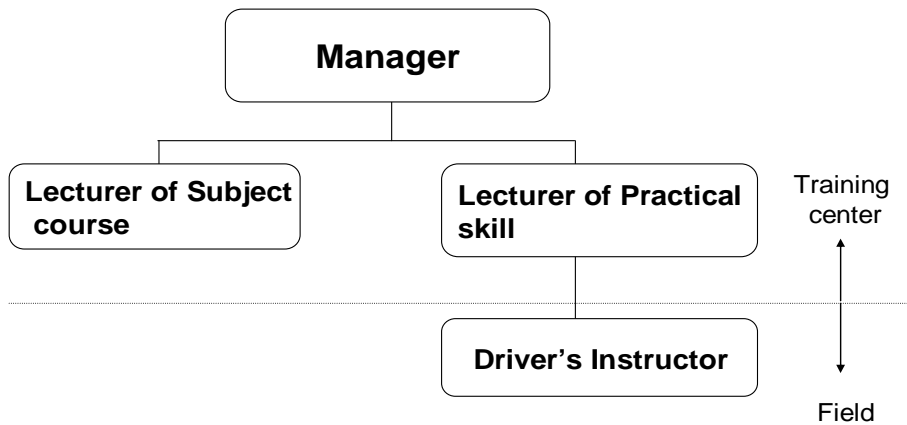 Manager
Lecturer of Subject
course
Lecturer of Practical
skill
Training
center
Driver’s Instructor
Field